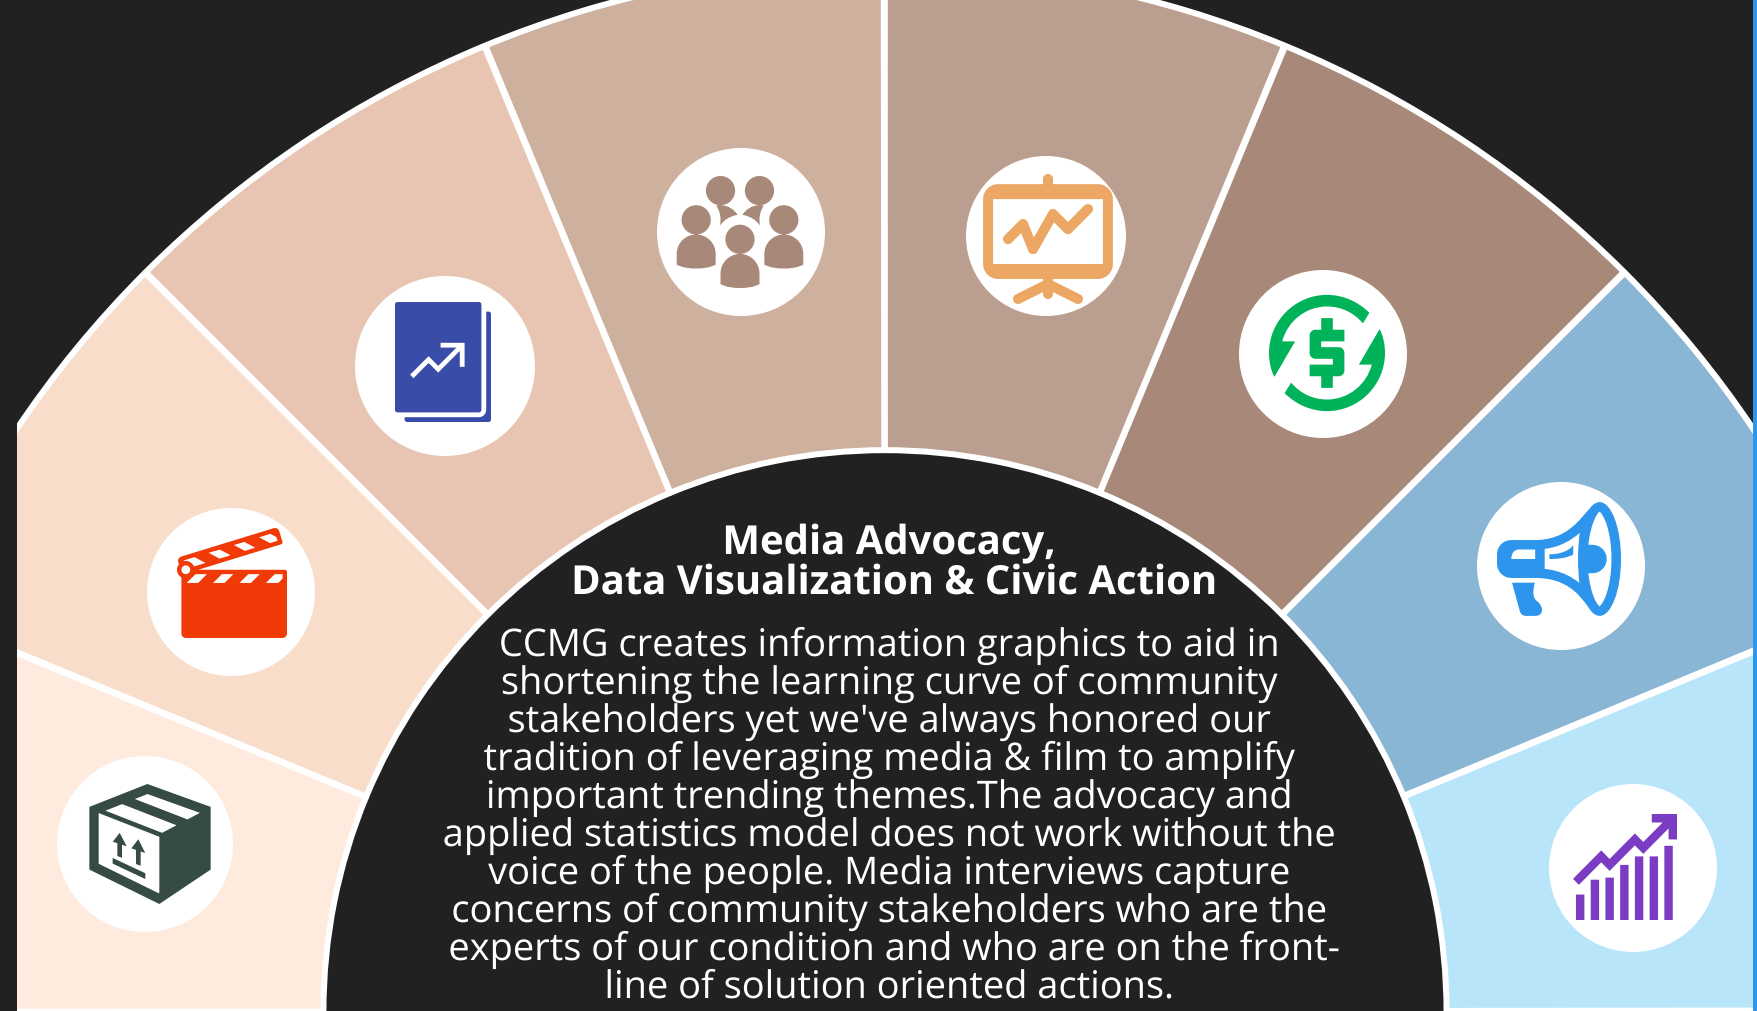 Media Advocacy,
Data Visualization & Civic Action
CCMG creates information graphics to aid in
shortening the learning curve of community
stakeholders yet we've always honored our
tradition of leveraging media & film to amplify
important trending themes.The advocacy and
applied statistics model does not work without the
voice of the people. Media interviews capture
concerns of community stakeholders who are the
experts of our condition and who are on the front-
line of solution oriented actions.